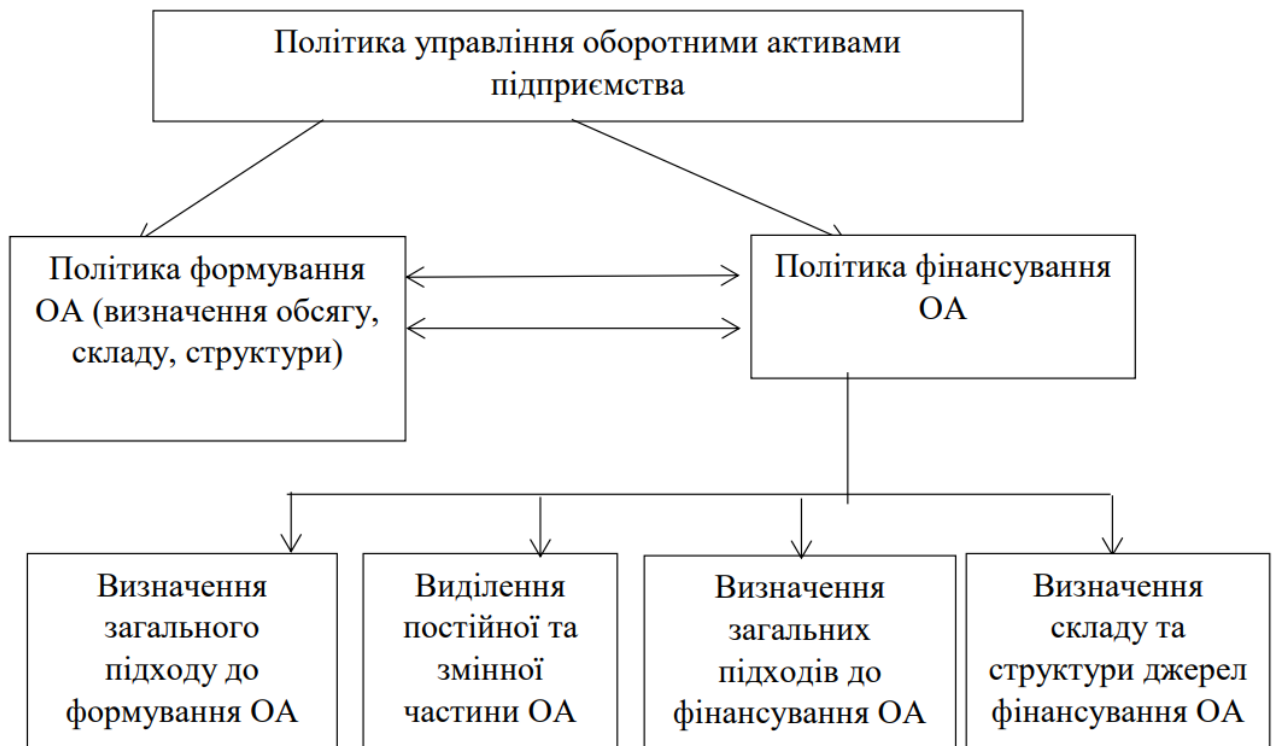 Політика управління оборотними активами
підприємства
Політика формування
ОА (визначення обсягу,
складу, структури)
Політика фінансування
ОА
Визначення
загального
підходу до
формування ОА
Виділення
постійної та
змінної
частини ОА
Визначення
загальних
підходів до
фінансування ОА
Визначення
складу та
структури джерел
фінансування ОА